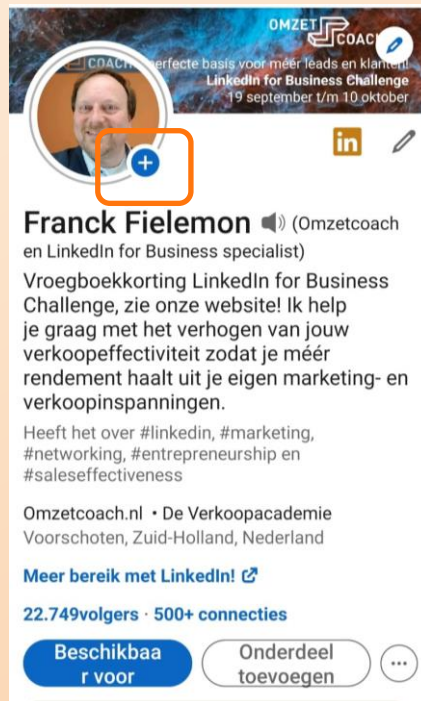 OMZET
COACH
COACH perfecte basis voor méér leads en klanten!
LinkedIn for Business Challenge
19 september t/m 10 oktober
in
Franck Fielemon (Omzetcoach
en LinkedIn for Business specialist)
Vroegboekkorting LinkedIn for Business
Challenge, zie onze website! Ik help
je graag met het verhogen van jouw
verkoopeffectiviteit zodat je méér
rendement haalt uit je eigen marketing- en
verkoopinspanningen.
Heeft het over #linkedin, #marketing,
#networking, #entrepreneurship en
#saleseffectiveness
Omzetcoach.nl • De Verkoopacademie
Voorschoten, Zuid-Holland, Nederland
Meer bereik met LinkedIn!
22.749volgers · 500+ connecties
Beschikbaa
r voor
Onderdeel
toevoegen